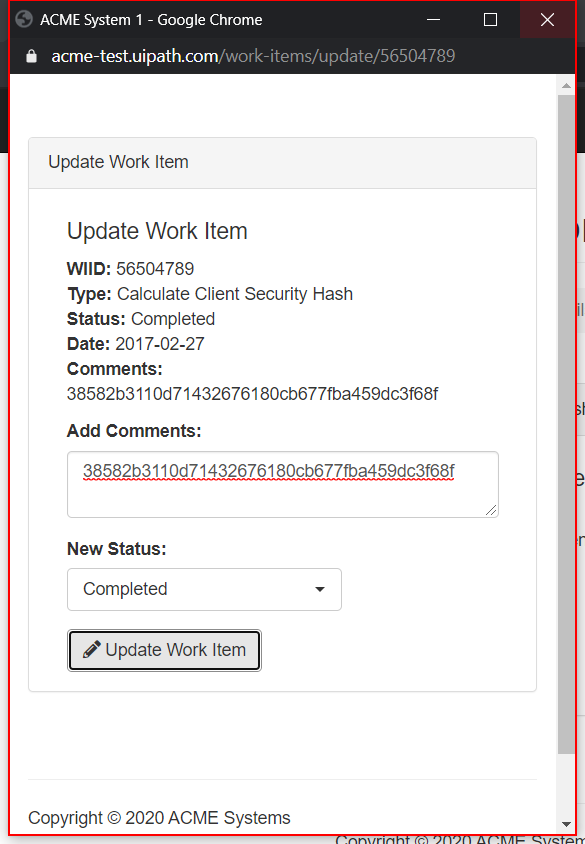 ACME System 1 - Google Chrome
acme-test.uipath.com/work-items/update/56504789
Update Work Item
Update Work Item
WIID: 56504789
Type: Calculate Client Security Hash
Status: Completed
Date: 2017-02-27
Comments:
38582b3110d71432676180cb677fba459dc3f68f
Add Comments:
38582b3110d71432676180cb677fba459dc3f68f
New Status:
Completed
Update Work Item
Copyright © 2020 ACME Systems
Copyright © 2020 ACME Systems